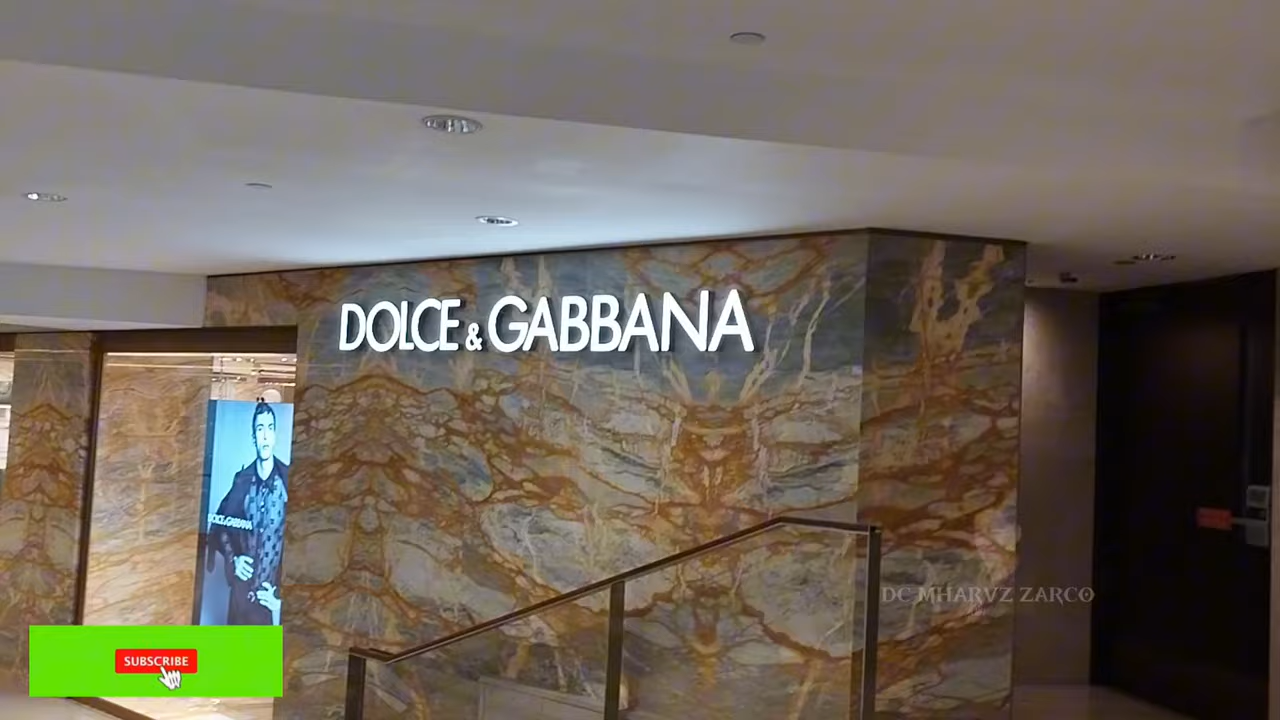 DOLCE & GABBANA
DOLCE&GABBANA
DC MHARVZ ZARCO
SUBSCRIBE